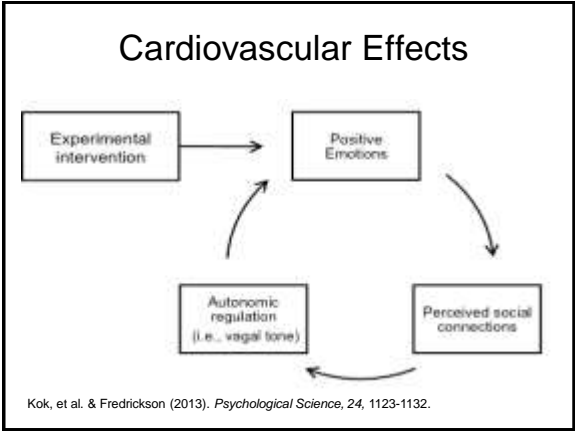 Cardiovascular Effects
Experimental
intervention
Positive
Emotions
Autonomic
regulation
(i.e., vagal tone)
Perceived social
connections
Kok, et al. & Fredrickson (2013). Psychological Science, 24, 1123-1132.